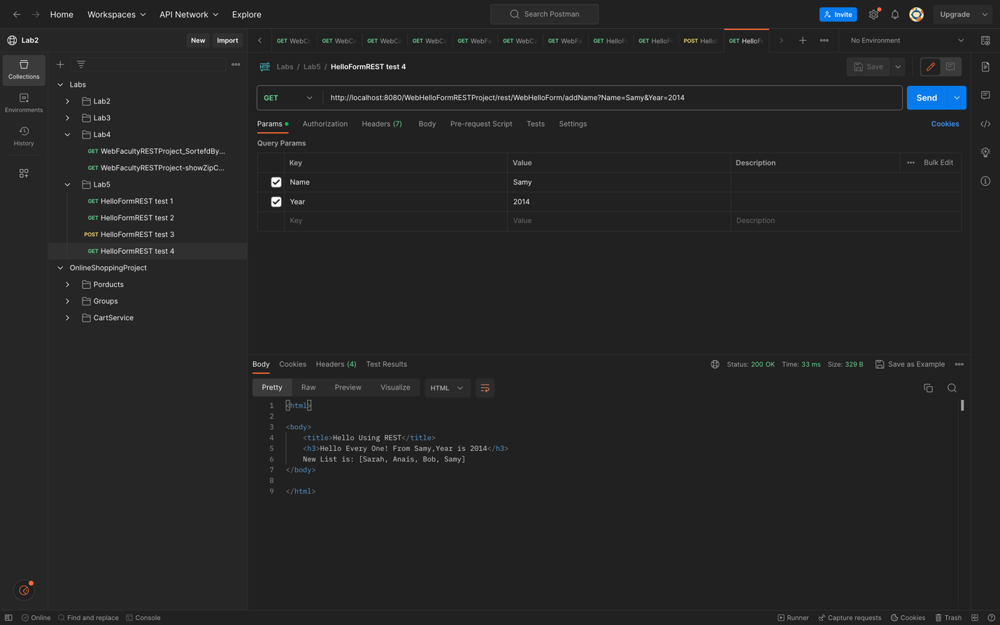 Home Workspaces API Network Explore Search Postman Invite Upgrade
Lab2 New Import GET WebCc GET WebCa GET WebCa GET WebCa GET WebFa GET WebCa GET WebFa GET HelloFo GET HelloFo POST Hello GET HelloFo No Environment
Collections
Environments
History
Labs
Lab2
Lab3
Lab4
GET WebFacultyRESTProject_SortefdBy...
GET WebFacultyRESTProject-showZipC...
Lab5
GET HelloFormREST test 1
GET HelloFormREST test 2
POST HelloFormREST test 3
GET HelloFormREST test 4
OnlineShoppingProject
Porducts
Groups
CartService
HTTP Labs / Lab5 / HelloFormREST test 4 Save
GET http://localhost:8080/WebHelloFormRESTProject/rest/WebHelloForm/addName?Name=Samy&Year=2014 Send
Params Authorization Headers (7) Body Pre-request Script Tests Settings Cookies
Query Params
Key Value Description Bulk Edit
Name Samy
Year 2014
Key Value Description
Body Cookies Headers (4) Test Results Status: 200 OK Time: 33 ms Size: 329 B Save as Example
Pretty Raw Preview Visualize HTML
1 <html>
2
3 <body>
4 <title>Hello Using REST</title>
5 <h3>Hello Every One! From Samy,Year is 2014</h3>
6 New List is: [Sarah, Anais, Bob, Samy]
7 </body>
8
9 </html>
Online Find and replace Console Runner Capture requests Cookies Trash